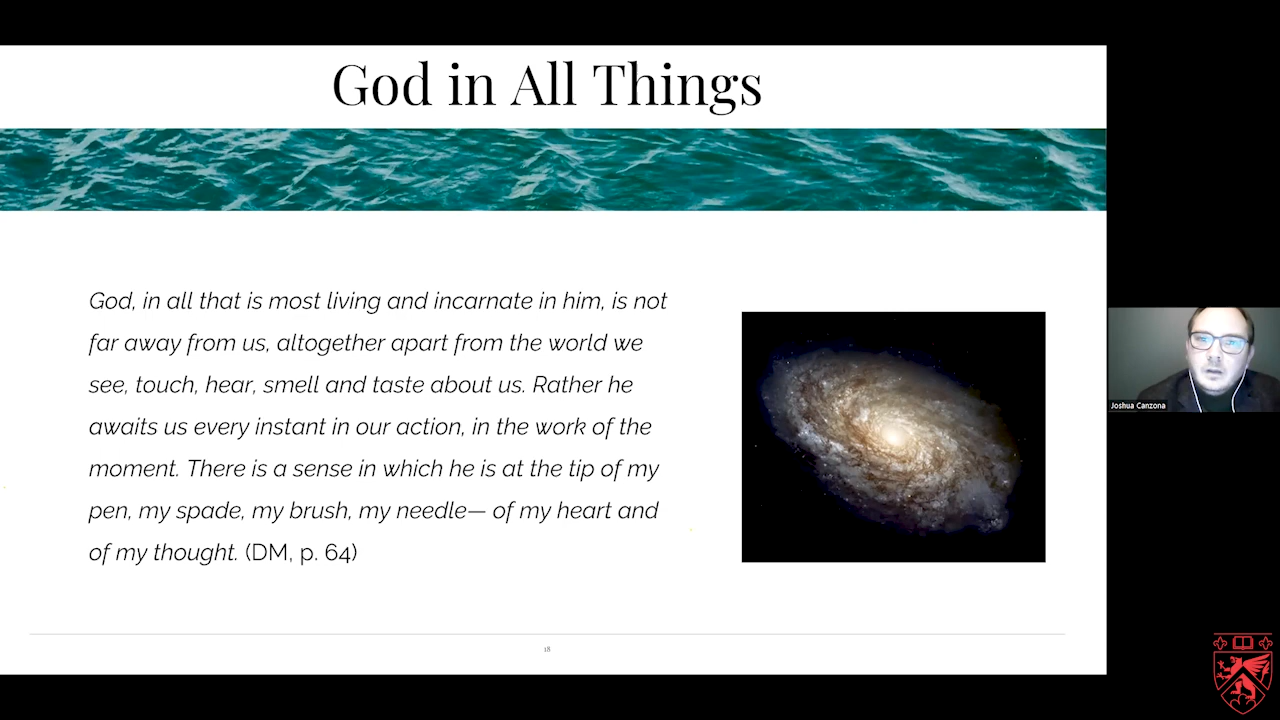 God in All Things
God, in all that is most living and incarnate in him, is not
far away from us, altogether apart from the world we
see, touch, hear, smell and taste about us. Rather he
awaits us every instant in our action, in the work of the
moment. There is a sense in which he is at the tip of my
pen, my spade, my brush, my needle— of my heart and
of my thought. (DM, p. 64)
Joshua Canzona
18